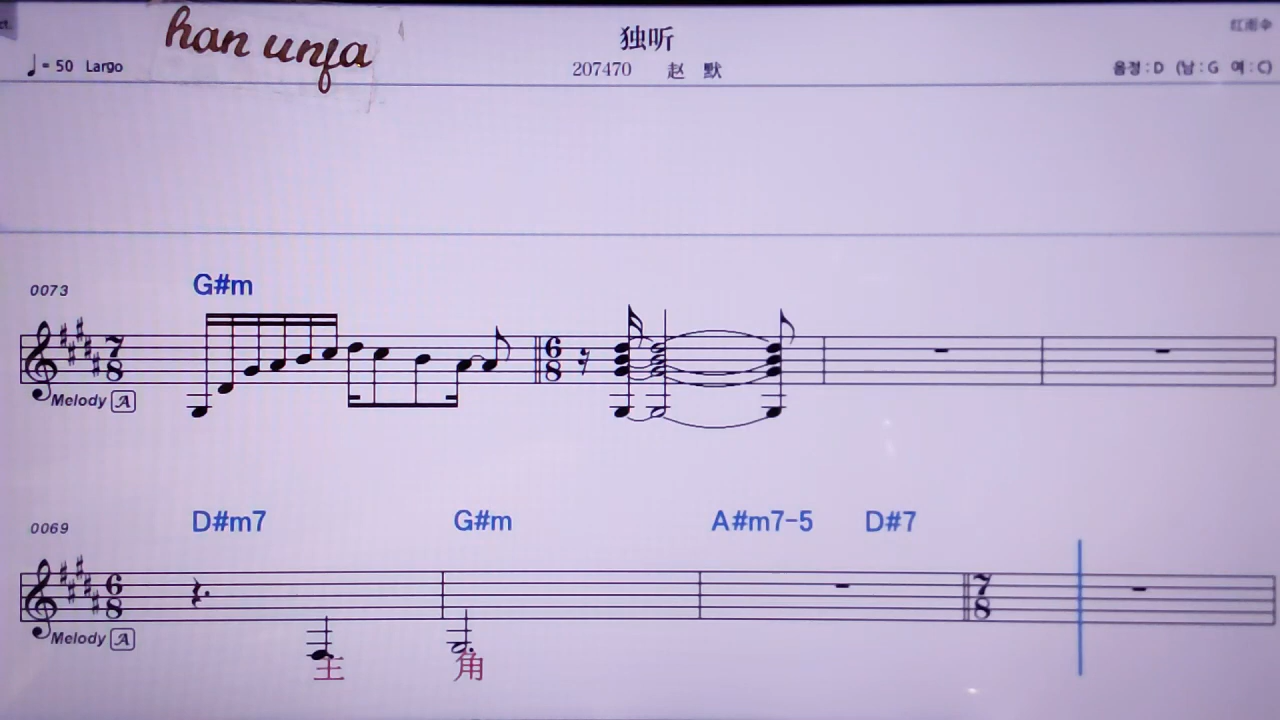 han unfa
独听
♩= 50 Largo
207470 赵 默
음정 : D (남 : G 여 : C)
G#m
0073
7
8
6
8
Melody A
D#m7 G#m A#m7-5 D#7
0069
6
8
7
8
Melody A
主 角